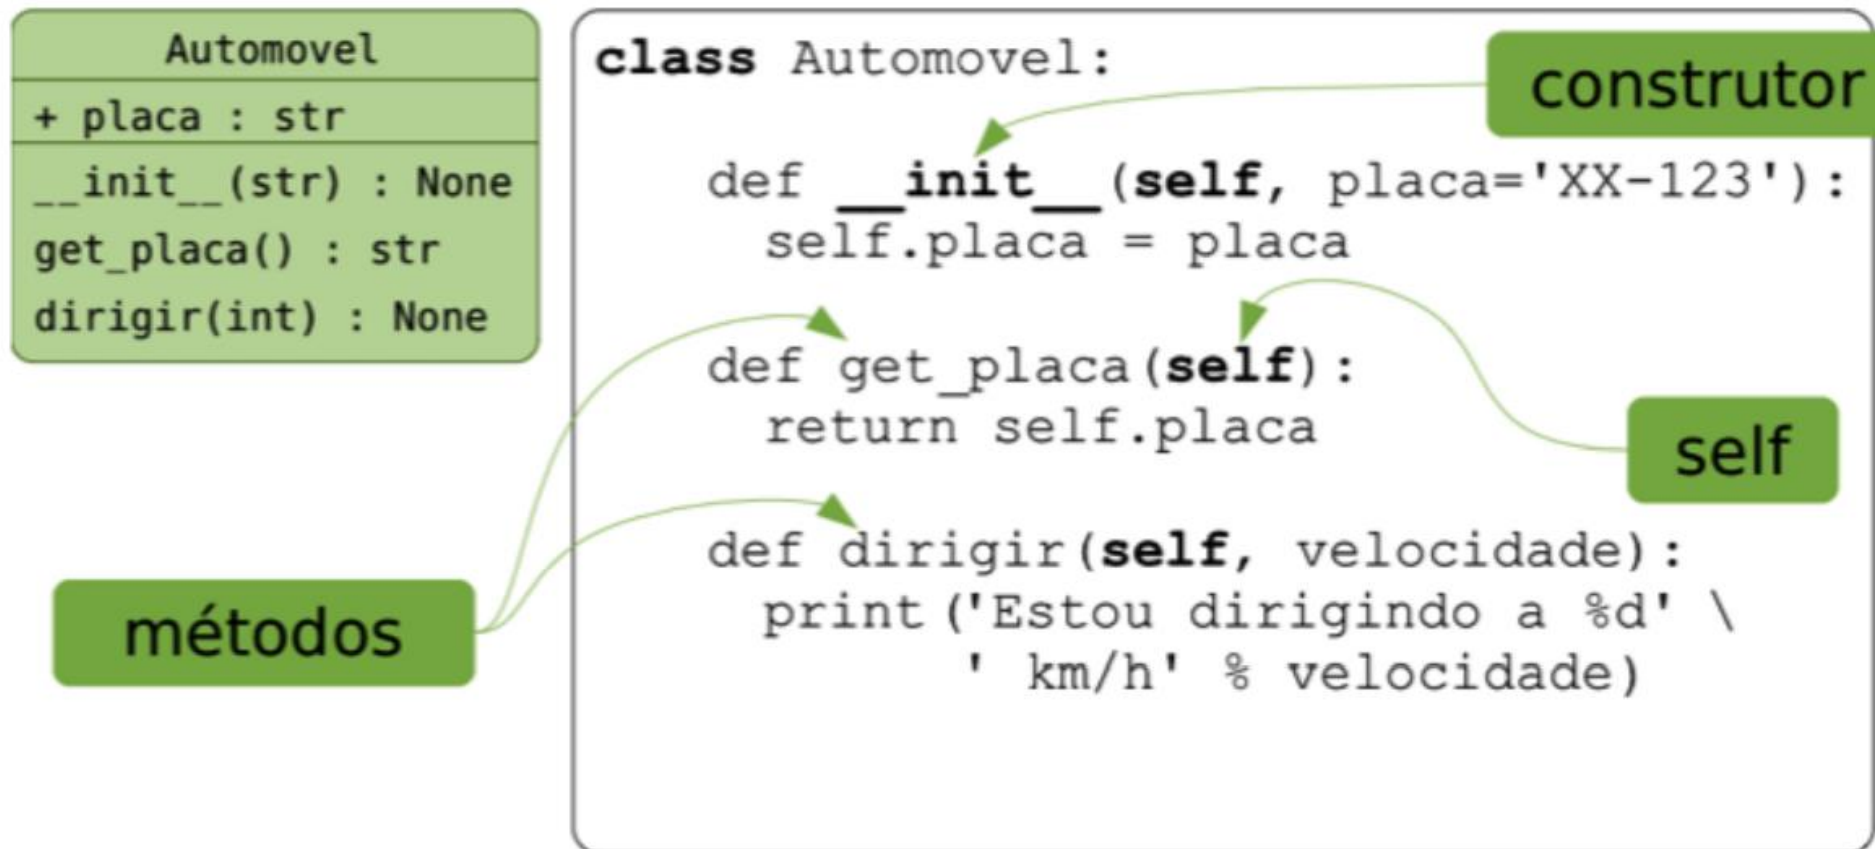 Automovel
+ placa : str
__init__(str) : None
get_placa() : str
dirigir(int) : None
class Automovel:
construtor
def __init__(self, placa='XX-123'):
self.placa = placa
def get_placa(self):
return self.placa
self
def dirigir(self, velocidade):
print('Estou dirigindo a %d' \
' km/h' % velocidade)
métodos